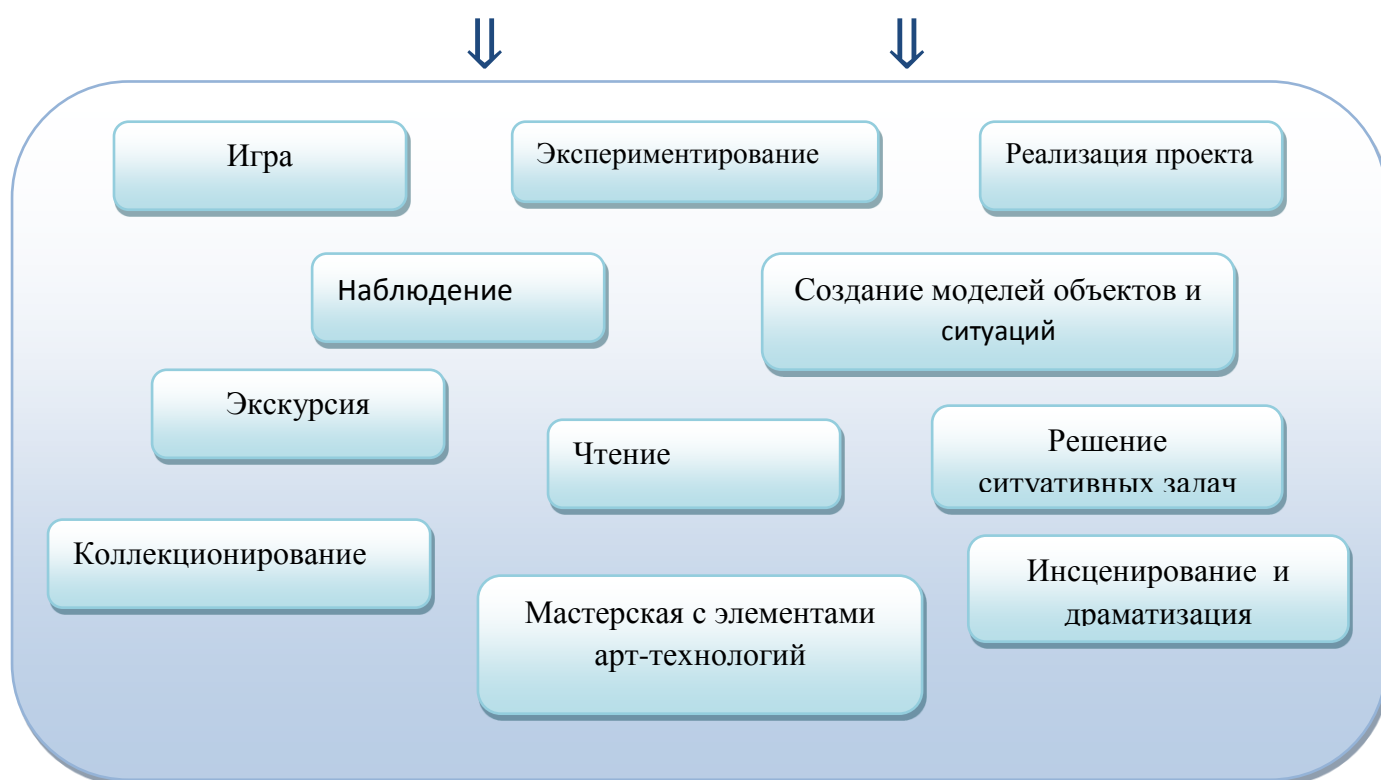 Игра
Экспериментирование
Реализация проекта
Наблюдение
Создание моделей объектов и
ситуаций
Экскурсия
Чтение
Решение
ситуативных задач
Коллекционирование
Инсценирование и
драматизация
Мастерская с элементами
арт-технологий